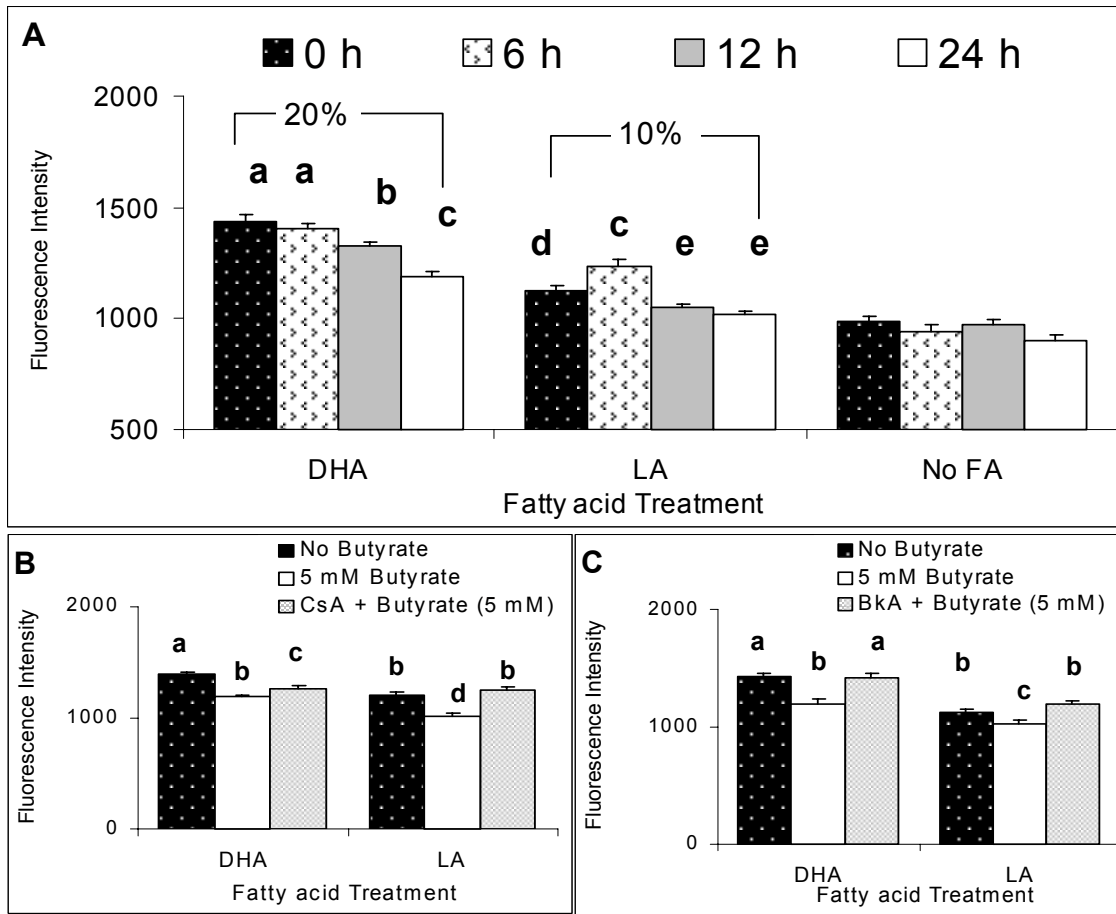 A
0 h 6 h 12 h 24 h
2000
1500
1000
500
Fluorescence Intensity
20%
10%
a a b c
d c e e
DHA LA No FA
Fatty acid Treatment
B
No Butyrate
5 mM Butyrate
CsA + Butyrate (5 mM)
2000
1000
0
Fluorescence Intensity
a b c b d b
DHA LA
Fatty acid Treatment
C
No Butyrate
5 mM Butyrate
BkA + Butyrate (5 mM)
2000
1000
0
Fluorescence Intensity
a b a b c b
DHA LA
Fatty acid Treatment